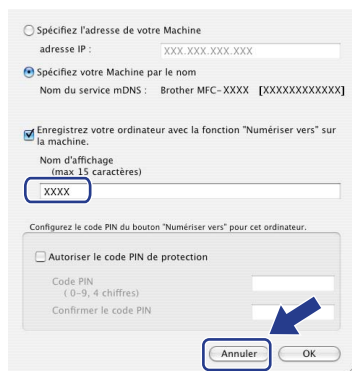 Spécifiez l'adresse de votre Machine
adresse IP : XXX.XXX.XXX.XXX
Spécifiez votre Machine par le nom
Nom du service mDNS : Brother MFC-XXXX [XXXXXXXXXXXX]
Enregistrez votre ordinateur avec la fonction "Numériser vers" sur
la machine.
Nom d'affichage
(max 15 caractères)
XXXX
Configurez le code PIN du bouton "Numériser vers" pour cet ordinateur.
Autoriser le code PIN de protection
Code PIN
( 0-9, 4 chiffres)
Confirmer le code PIN
Annuler OK